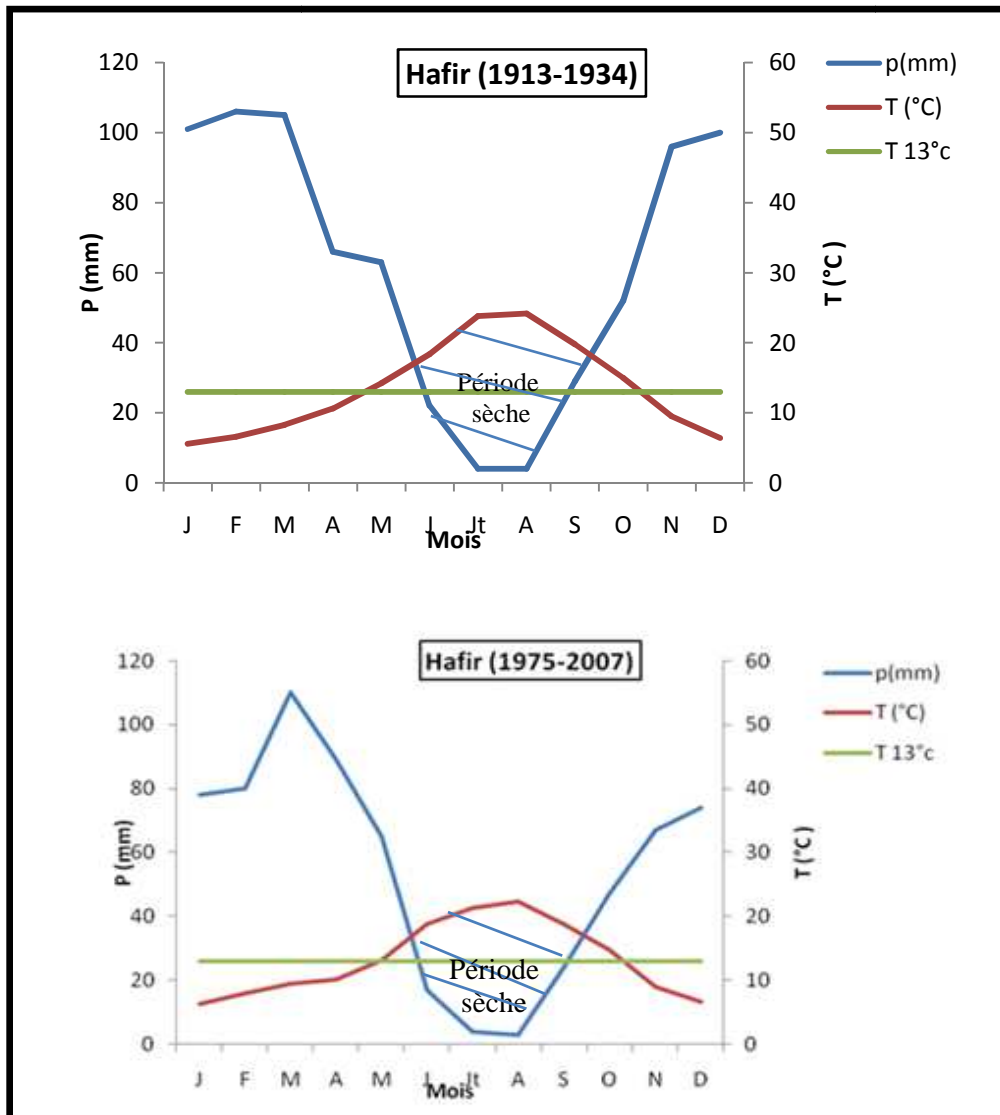 Hafir (1913-1934)
p(mm)
T (°C)
T 13°c
120
100
80
60
40
20
0
P (mm)
60
50
40
30
20
10
0
T (°C)
Période
sèche
J F M A M J Jt A S O N D
Mois
Hafir (1975-2007)
p(mm)
T (°C)
T 13°c
120
100
80
60
40
20
0
P (mm)
60
50
40
30
20
10
0
T (°C)
Période
sèche
J F M A M J Jt A S O N D
Mois